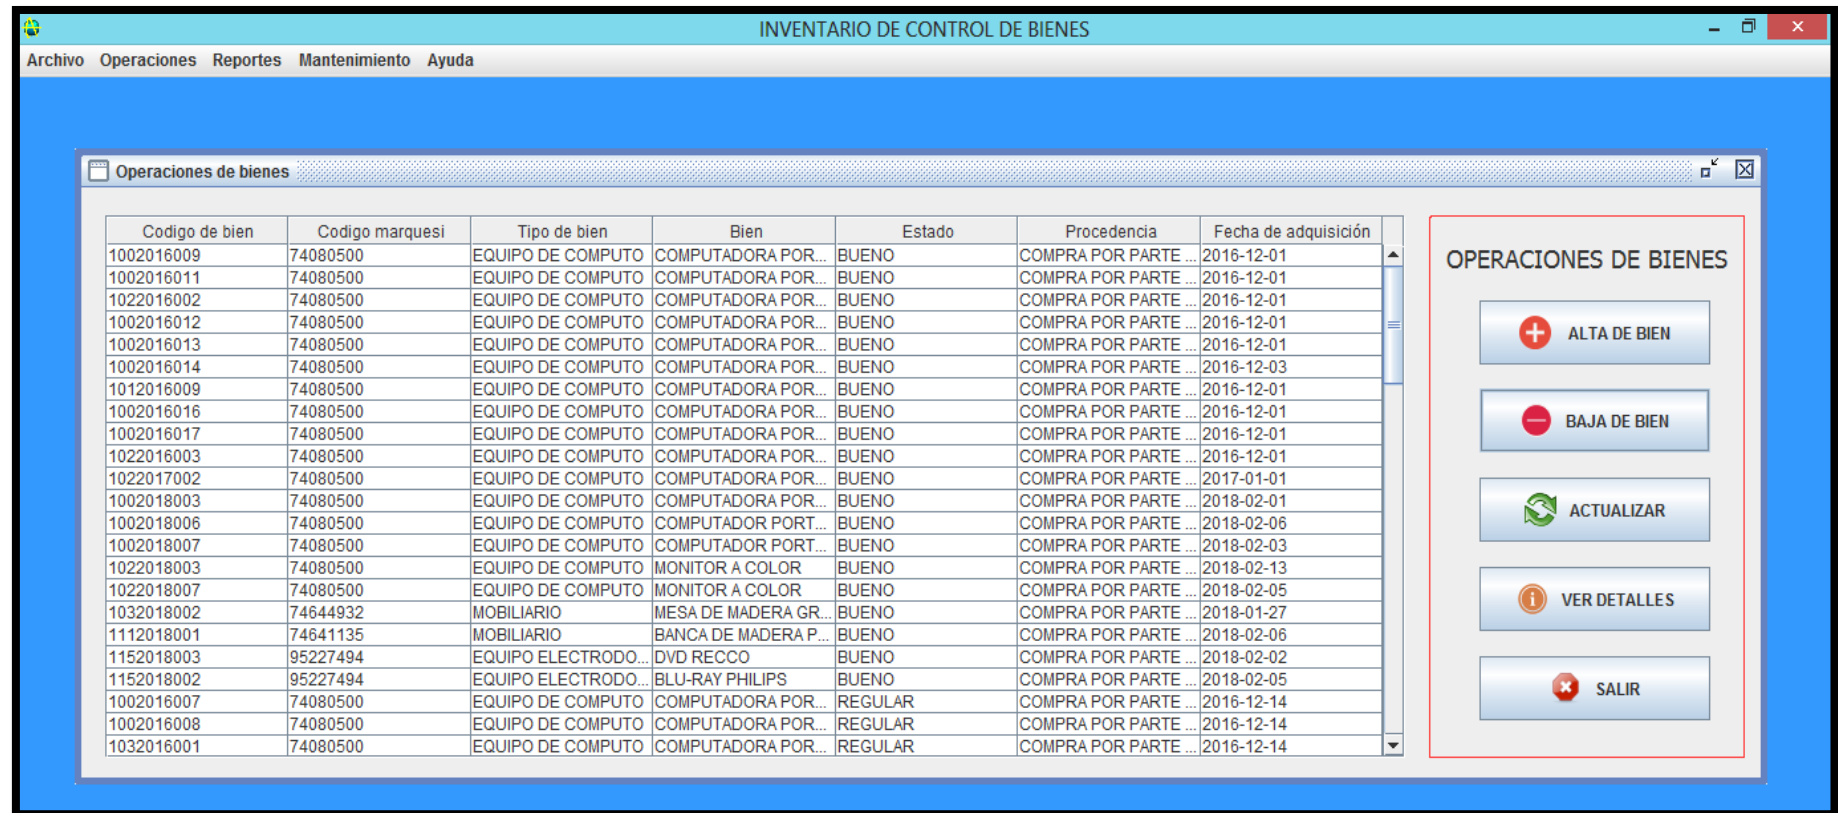 INVENTARIO DE CONTROL DE BIENES
Archivo Operaciones Reportes Mantenimiento Ayuda
Operaciones de bienes
Codigo de bien Codigo marquesi Tipo de bien Bien Estado Procedencia Fecha de adquisición
1002016009 74080500 EQUIPO DE COMPUTO COMPUTADORA POR... BUENO COMPRA POR PARTE ... 2016-12-01
1002016011 74080500 EQUIPO DE COMPUTO COMPUTADORA POR... BUENO COMPRA POR PARTE ... 2016-12-01
1022016002 74080500 EQUIPO DE COMPUTO COMPUTADORA POR... BUENO COMPRA POR PARTE ... 2016-12-01
1002016012 74080500 EQUIPO DE COMPUTO COMPUTADORA POR... BUENO COMPRA POR PARTE ... 2016-12-01
1002016013 74080500 EQUIPO DE COMPUTO COMPUTADORA POR... BUENO COMPRA POR PARTE ... 2016-12-01
1002016014 74080500 EQUIPO DE COMPUTO COMPUTADORA POR... BUENO COMPRA POR PARTE ... 2016-12-03
1012016009 74080500 EQUIPO DE COMPUTO COMPUTADORA POR... BUENO COMPRA POR PARTE ... 2016-12-01
1002016016 74080500 EQUIPO DE COMPUTO COMPUTADORA POR... BUENO COMPRA POR PARTE ... 2016-12-01
1002016017 74080500 EQUIPO DE COMPUTO COMPUTADORA POR... BUENO COMPRA POR PARTE ... 2016-12-01
1022016003 74080500 EQUIPO DE COMPUTO COMPUTADORA POR... BUENO COMPRA POR PARTE ... 2016-12-01
1022017002 74080500 EQUIPO DE COMPUTO COMPUTADORA POR... BUENO COMPRA POR PARTE ... 2017-01-01
1002018003 74080500 EQUIPO DE COMPUTO COMPUTADORA POR... BUENO COMPRA POR PARTE ... 2018-02-01
1002018006 74080500 EQUIPO DE COMPUTO COMPUTADOR PORT... BUENO COMPRA POR PARTE ... 2018-02-06
1002018007 74080500 EQUIPO DE COMPUTO COMPUTADOR PORT... BUENO COMPRA POR PARTE ... 2018-02-03
1022018003 74080500 EQUIPO DE COMPUTO MONITOR A COLOR BUENO COMPRA POR PARTE ... 2018-02-13
1022018007 74080500 EQUIPO DE COMPUTO MONITOR A COLOR BUENO COMPRA POR PARTE ... 2018-02-05
1032018002 74644932 MOBILIARIO MESA DE MADERA GR... BUENO COMPRA POR PARTE ... 2018-01-27
1112018001 74641135 MOBILIARIO BANCA DE MADERA P... BUENO COMPRA POR PARTE ... 2018-02-06
1152018003 95227494 EQUIPO ELECTRODO... DVD RECCO BUENO COMPRA POR PARTE ... 2018-02-02
1152018002 95227494 EQUIPO ELECTRODO... BLU-RAY PHILIPS BUENO COMPRA POR PARTE ... 2018-02-05
1002016007 74080500 EQUIPO DE COMPUTO COMPUTADORA POR... REGULAR COMPRA POR PARTE ... 2016-12-14
1002016008 74080500 EQUIPO DE COMPUTO COMPUTADORA POR... REGULAR COMPRA POR PARTE ... 2016-12-14
1032016001 74080500 EQUIPO DE COMPUTO COMPUTADORA POR... REGULAR COMPRA POR PARTE ... 2016-12-14
OPERACIONES DE BIENES
ALTA DE BIEN
BAJA DE BIEN
ACTUALIZAR
VER DETALLES
SALIR